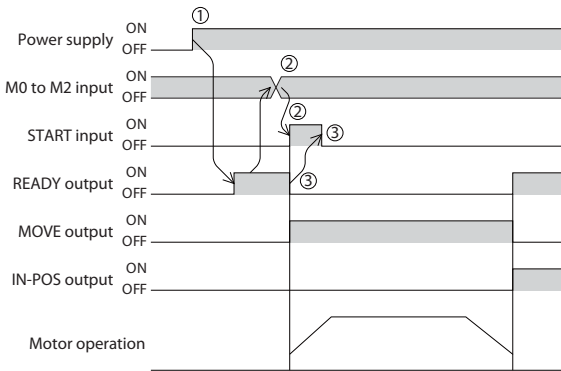 ①
Power supply ON
OFF
②
M0 to M2 input ON
OFF
②
START input ON
OFF
③
READY output ON
OFF
③
MOVE output ON
OFF
IN-POS output ON
OFF
Motor operation